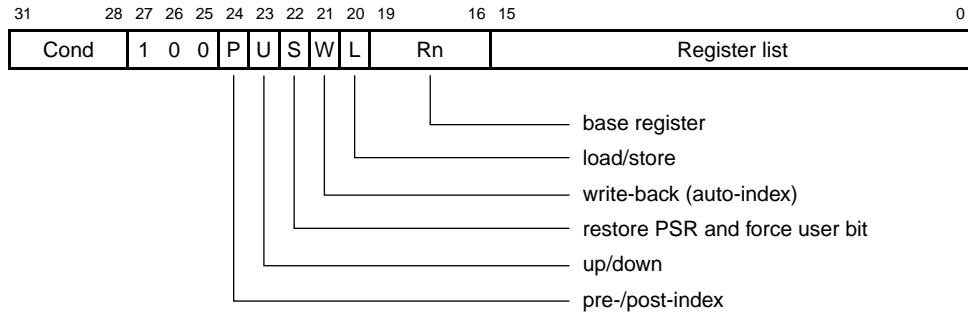 31 28 27 26 25 24 23 22 21 20 19 16 15 0
Cond 1 0 0 P U S W L Rn Register list
base register
load/store
write-back (auto-index)
restore PSR and force user bit
up/down
pre-/post-index